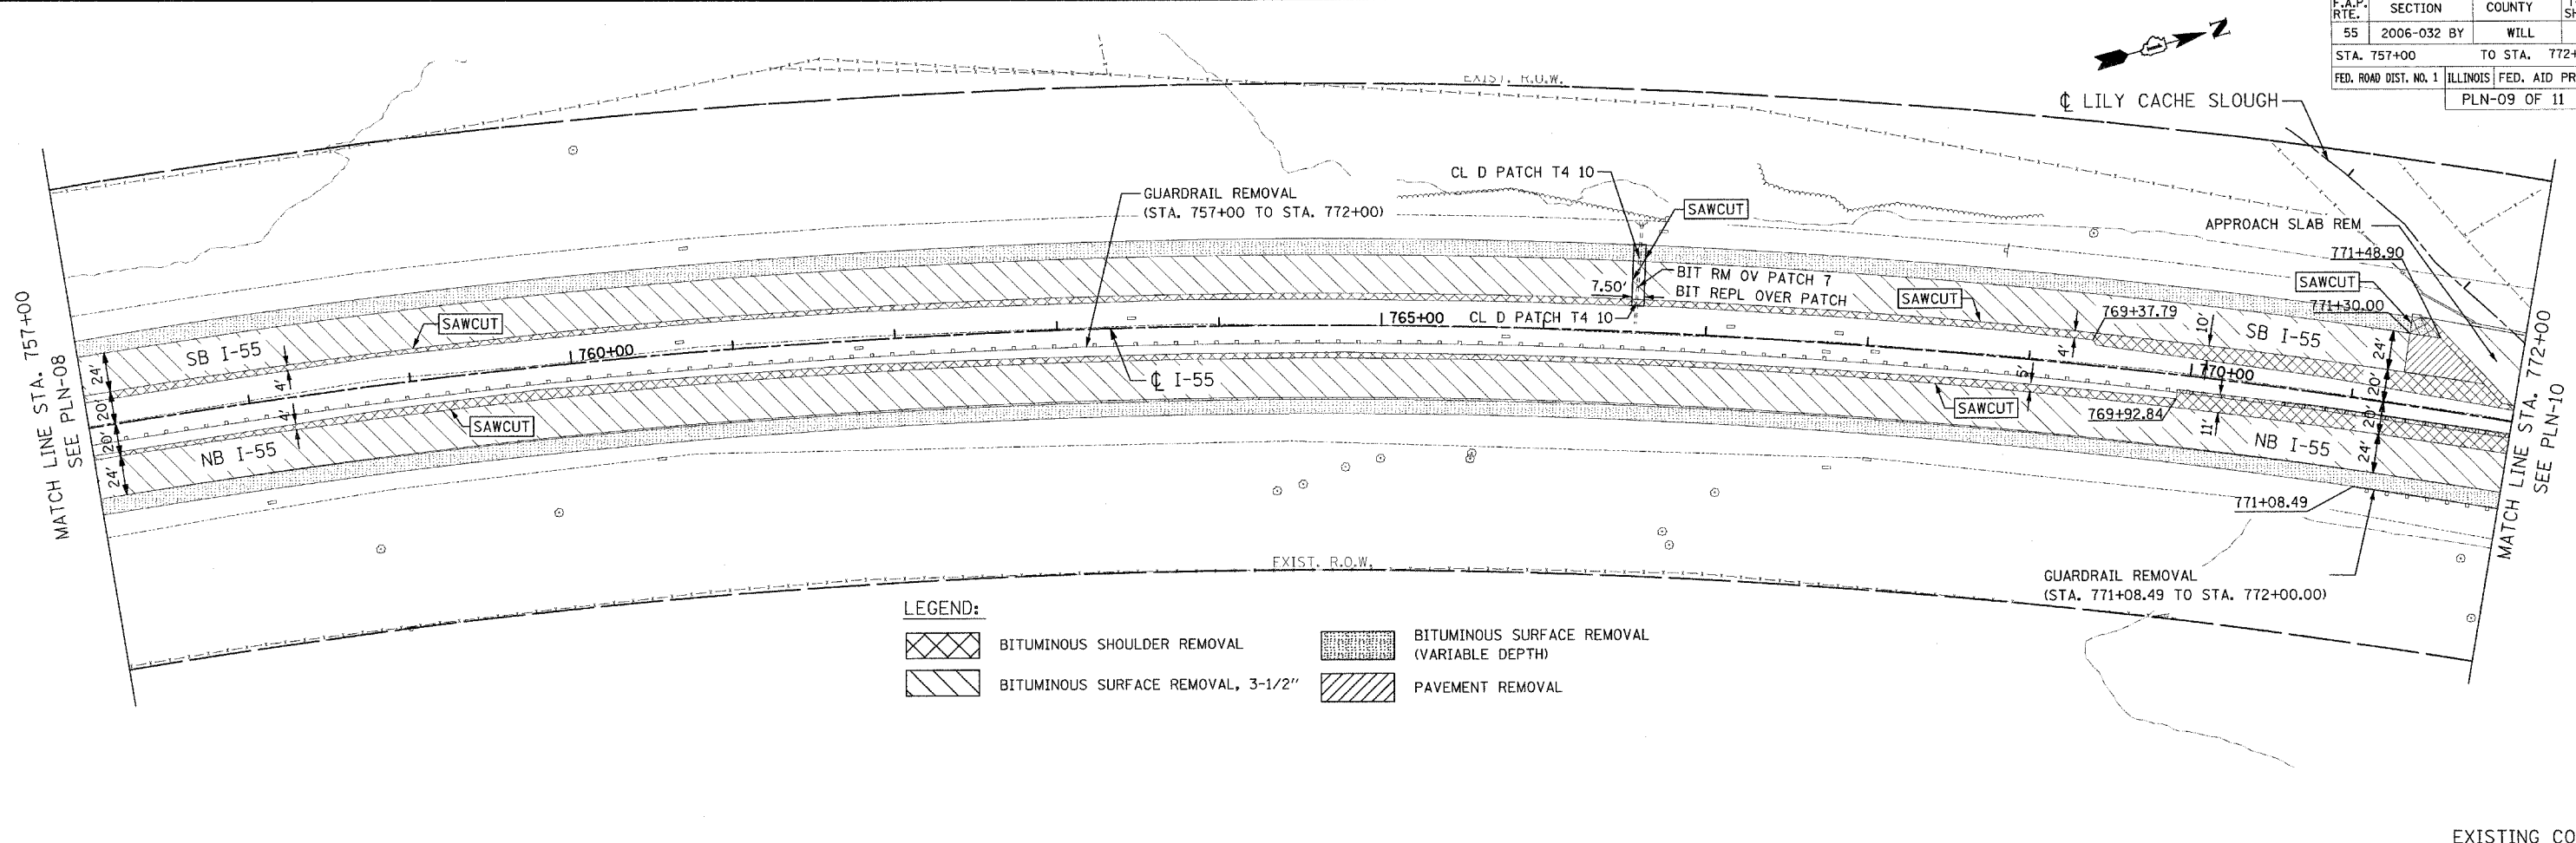 F.A.P. RTE. SECTION COUNTY
55 2006-032 BY WILL
STA. 757+00 TO STA. 772+
FED. ROAD DIST. NO. 1 ILLINOIS FED. AID PR
PLN-09 OF 11
N
EXIST. R.O.W.
℄ LILY CACHE SLOUGH
CL D PATCH T4 10
GUARDRAIL REMOVAL
(STA. 757+00 TO STA. 772+00)
SAWCUT
APPROACH SLAB REM
771+48.90
SAWCUT
771+30.00
BIT RM OV PATCH 7
BIT REPL OVER PATCH
7.50'
SAWCUT
769+37.79
SAWCUT
765+00
CL D PATCH T4 10
MATCH LINE STA. 757+00
SEE PLN-08
SB I-55
SB I-55
760+00
770+00
℄ I-55
24'
20'
20'
24'
4'
4'
4'
5'
10'
11'
24'
20'
20'
24'
SAWCUT
SAWCUT
769+92.84
NB I-55
NB I-55
MATCH LINE STA. 772+00
SEE PLN-10
771+08.49
EXIST. R.O.W.
GUARDRAIL REMOVAL
(STA. 771+08.49 TO STA. 772+00.00)
LEGEND:
BITUMINOUS SHOULDER REMOVAL
BITUMINOUS SURFACE REMOVAL, 3-1/2"
BITUMINOUS SURFACE REMOVAL
(VARIABLE DEPTH)
PAVEMENT REMOVAL
EXISTING CO